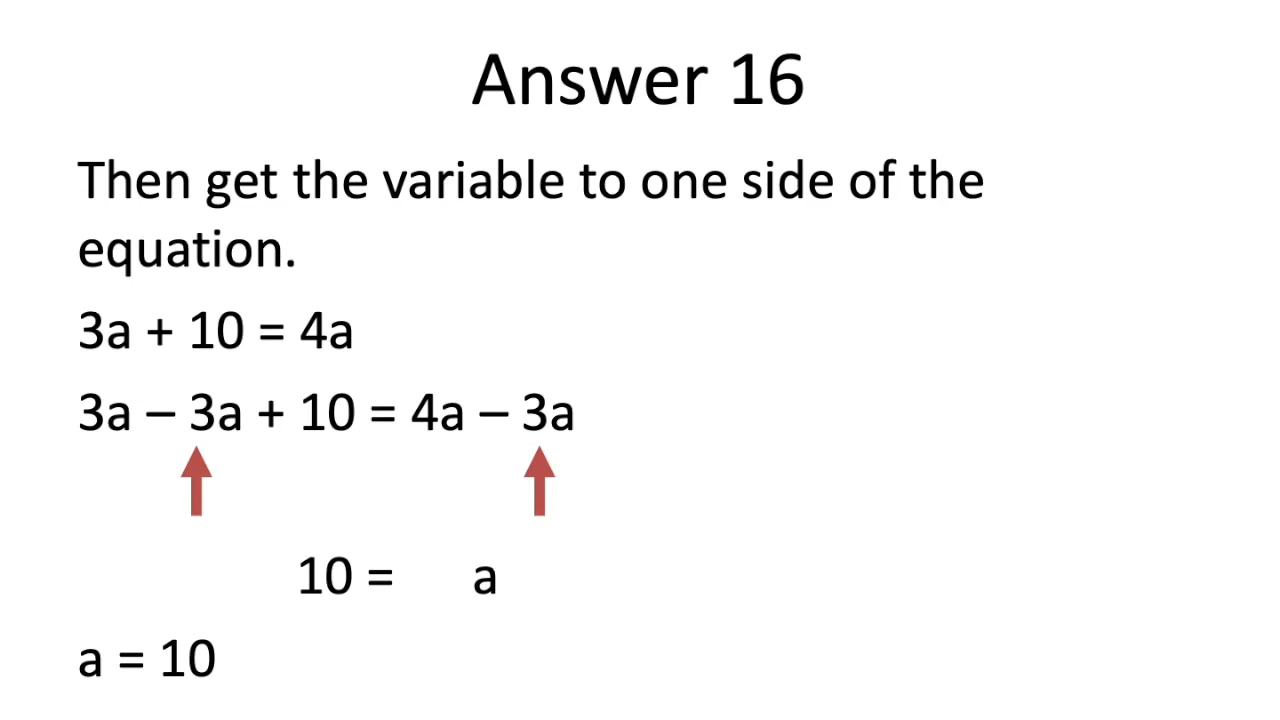 Answer 16
Then get the variable to one side of the
equation.
3a + 10 = 4a
3a – 3a + 10 = 4a – 3a
10 = a
a = 10